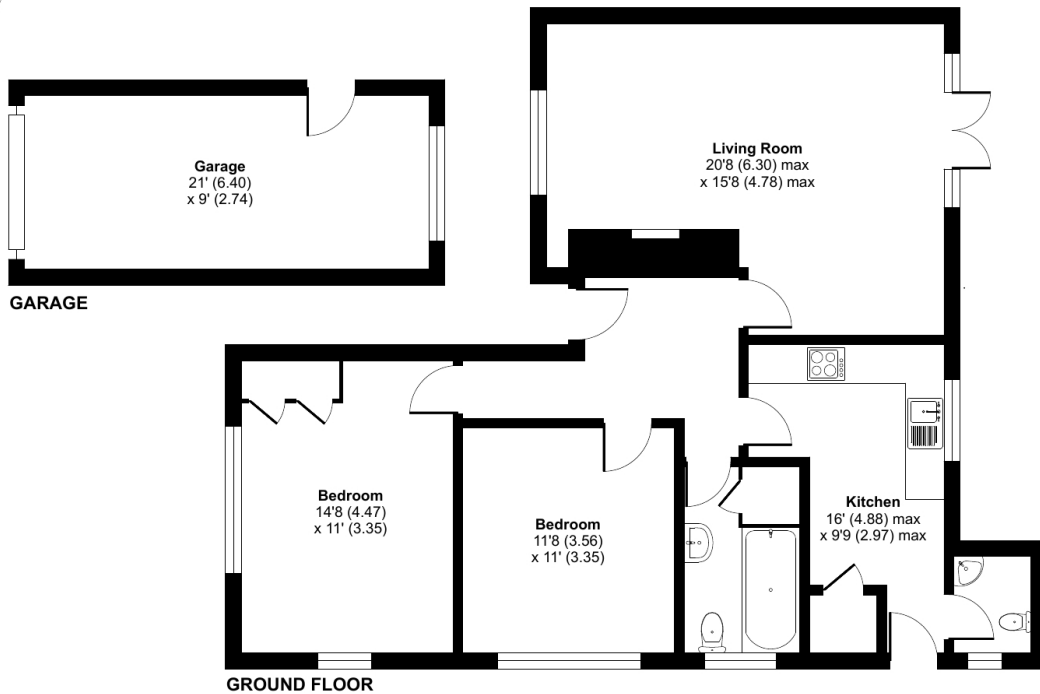 Living Room
20'8 (6.30) max
x 15'8 (4.78) max
Garage
21' (6.40)
x 9' (2.74)
GARAGE
Bedroom
14'8 (4.47)
x 11' (3.35)
Bedroom
11'8 (3.56)
x 11' (3.35)
Kitchen
16' (4.88) max
x 9'9 (2.97) max
GROUND FLOOR